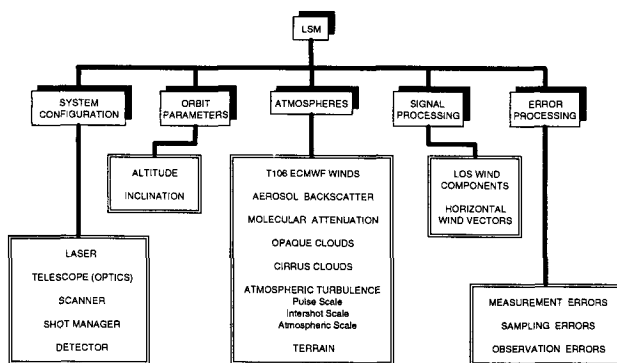 LSM
SYSTEM
CONFIGURATION
ORBIT
PARAMETERS
ATMOSPHERES
SIGNAL
PROCESSING
ERROR
PROCESSING
ALTITUDE
INCLINATION
T106 ECMWF WINDS
AEROSOL BACKSCATTER
MOLECULAR ATTENUATION
OPAQUE CLOUDS
CIRRUS CLOUDS
ATMOSPHERIC TURBULENCE
Pulse Scale
Intershot Scale
Atmospheric Scale
TERRAIN
LOS WIND
COMPONENTS
HORIZONTAL
WIND VECTORS
LASER
TELESCOPE (OPTICS)
SCANNER
SHOT MANAGER
DETECTOR
MEASUREMENT ERRORS
SAMPLING ERRORS
OBSERVATION ERRORS